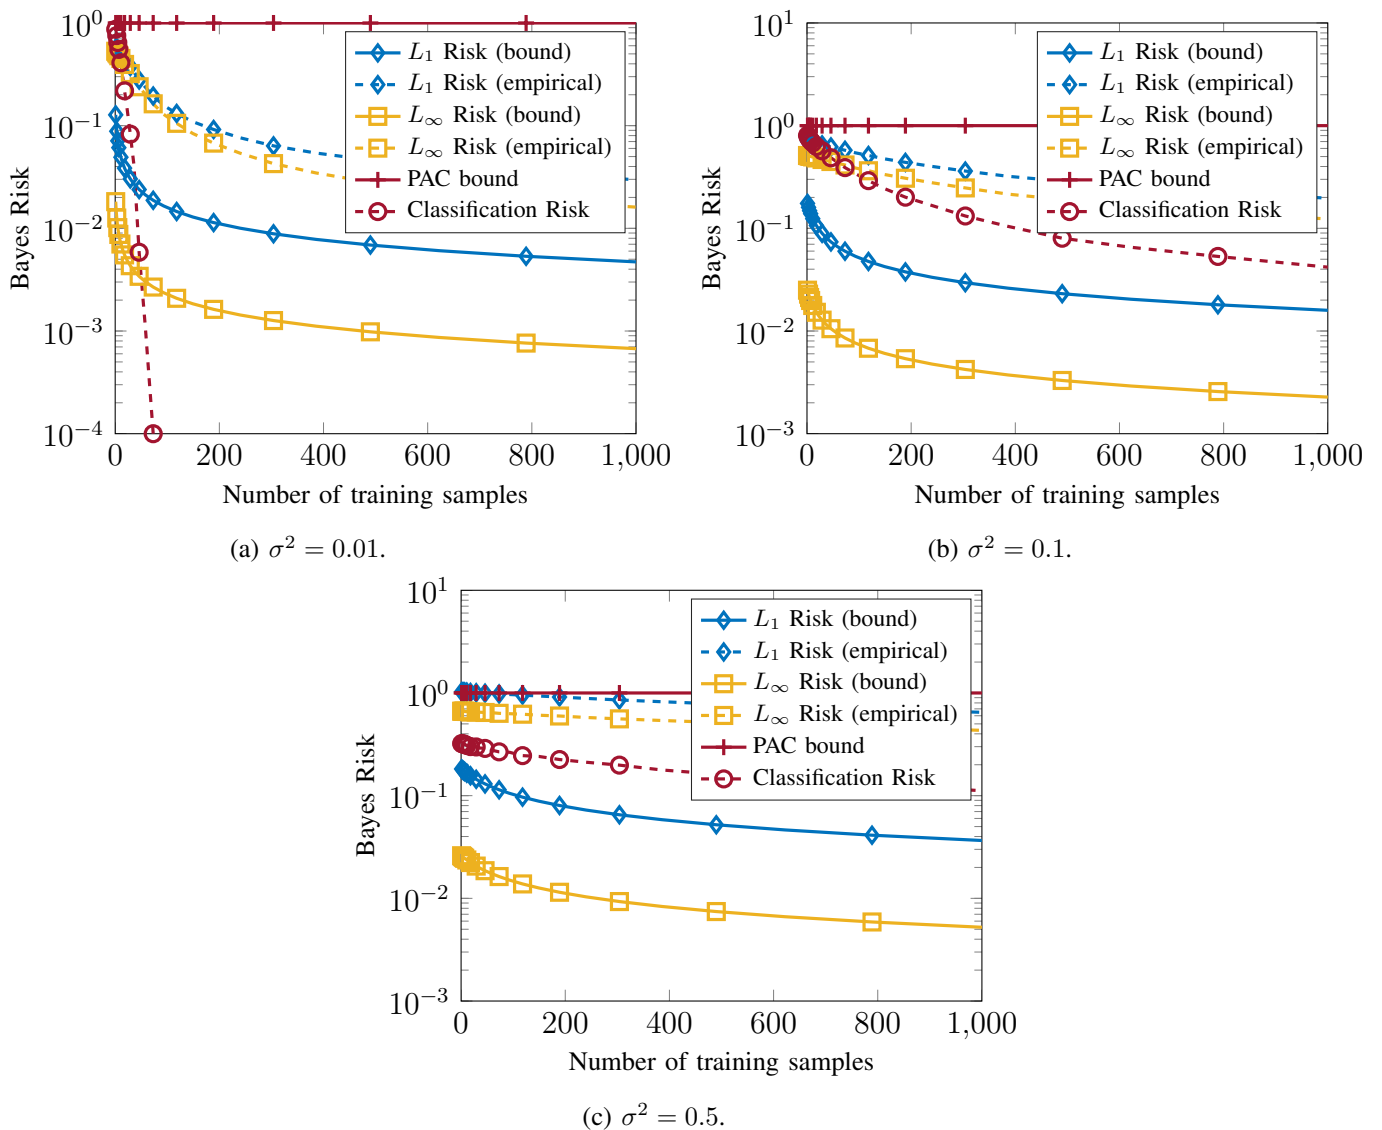 10^0
10^{-1}
10^{-2}
10^{-3}
10^{-4}
Bayes Risk
L_1 Risk (bound)
L_1 Risk (empirical)
L_∞ Risk (bound)
L_∞ Risk (empirical)
PAC bound
Classification Risk
0 200 400 600 800 1,000
Number of training samples
(a) σ^2 = 0.01.
10^1
10^0
10^{-1}
10^{-2}
10^{-3}
Bayes Risk
L_1 Risk (bound)
L_1 Risk (empirical)
L_∞ Risk (bound)
L_∞ Risk (empirical)
PAC bound
Classification Risk
0 200 400 600 800 1,000
Number of training samples
(b) σ^2 = 0.1.
10^1
10^0
10^{-1}
10^{-2}
10^{-3}
Bayes Risk
L_1 Risk (bound)
L_1 Risk (empirical)
L_∞ Risk (bound)
L_∞ Risk (empirical)
PAC bound
Classification Risk
0 200 400 600 800 1,000
Number of training samples
(c) σ^2 = 0.5.